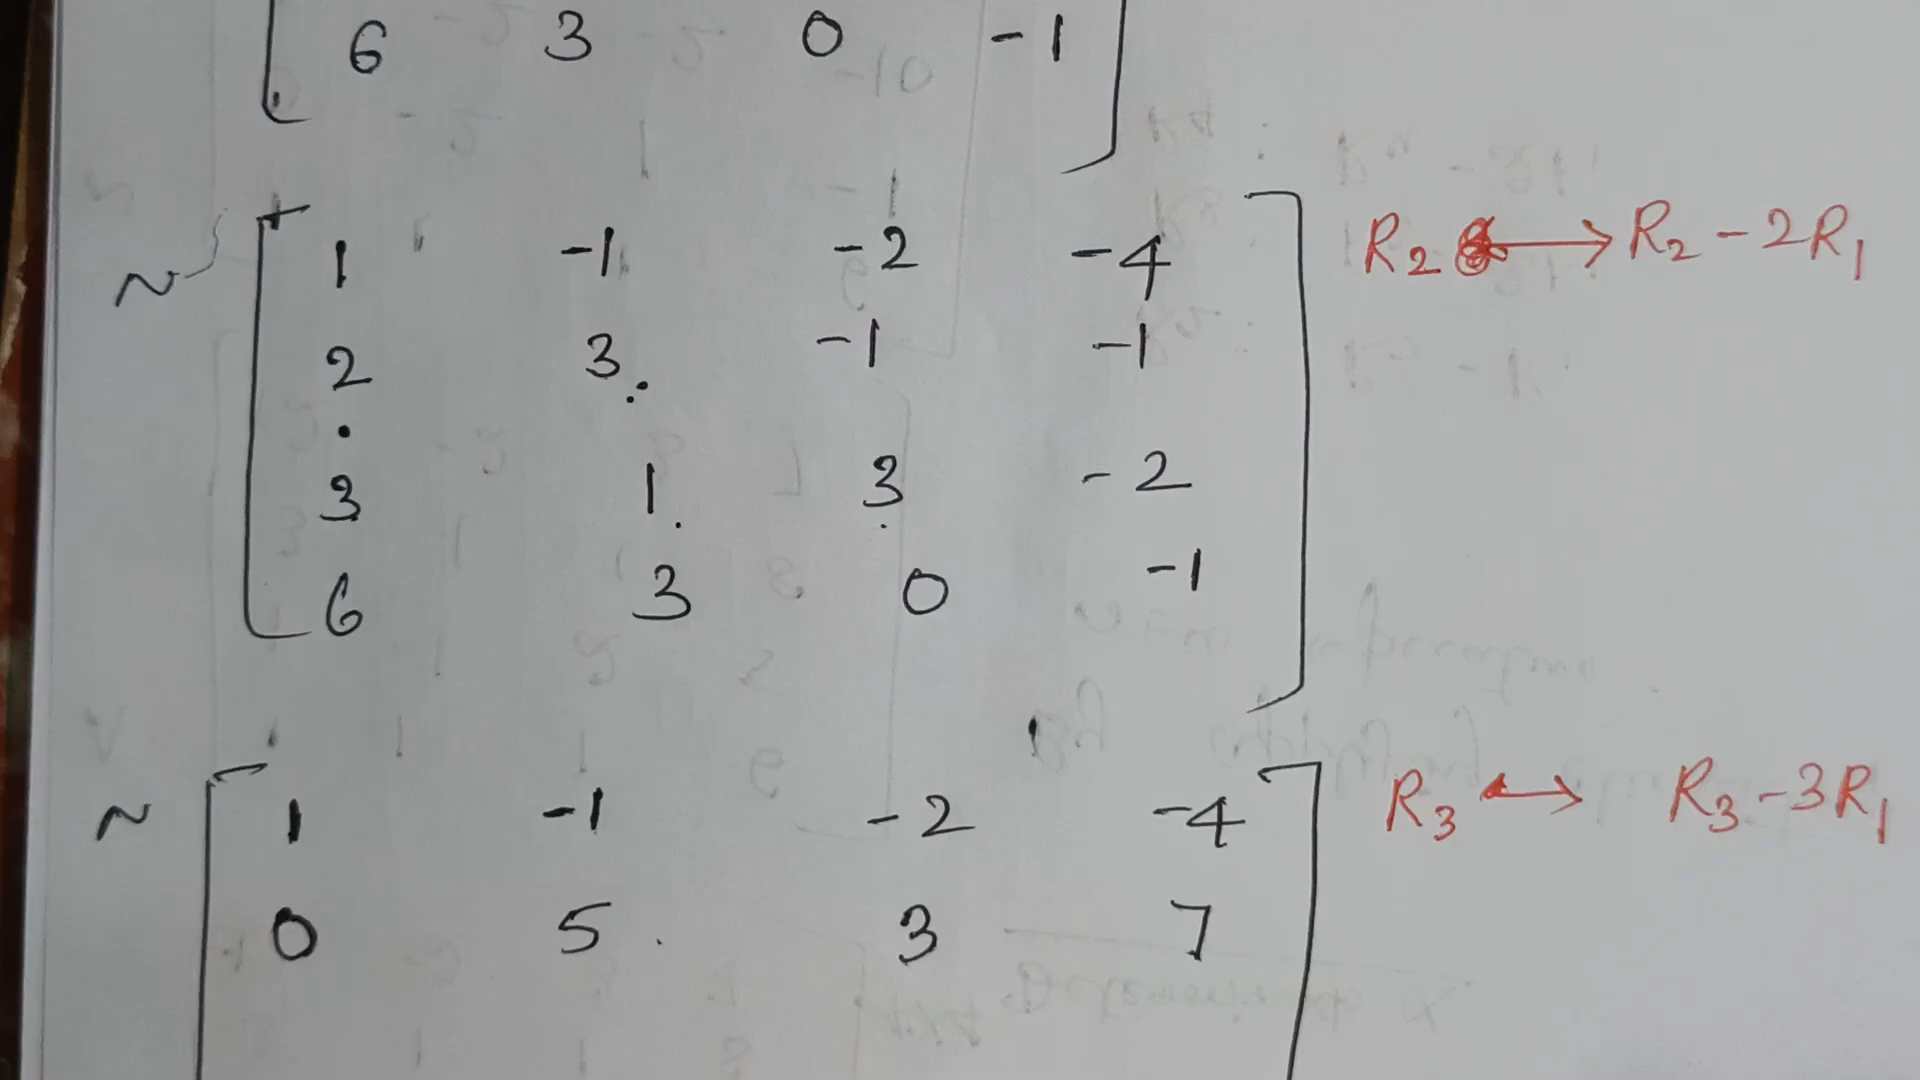 6 3 0 -1
~ 1 -1 -2 -4 R2 → R2 - 2R1
2 3 -1 -1
3 1 3 -2
6 3 0 -1
~ 1 -1 -2 -4 R3 → R3 - 3R1
0 5 3 7